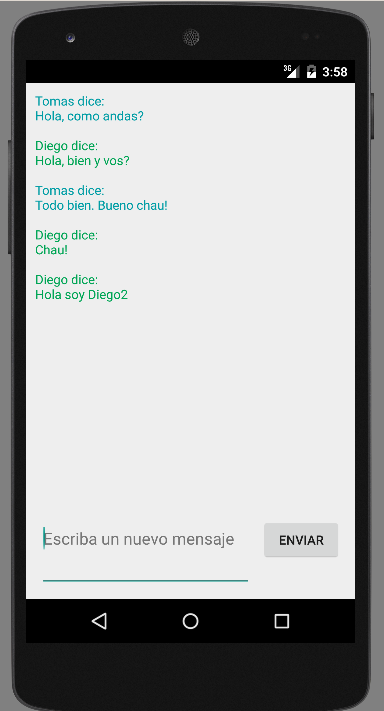 3G 3:58
Tomas dice:
Hola, como andas?
Diego dice:
Hola, bien y vos?
Tomas dice:
Todo bien. Bueno chau!
Diego dice:
Chau!
Diego dice:
Hola soy Diego2
Escriba un nuevo mensaje ENVIAR